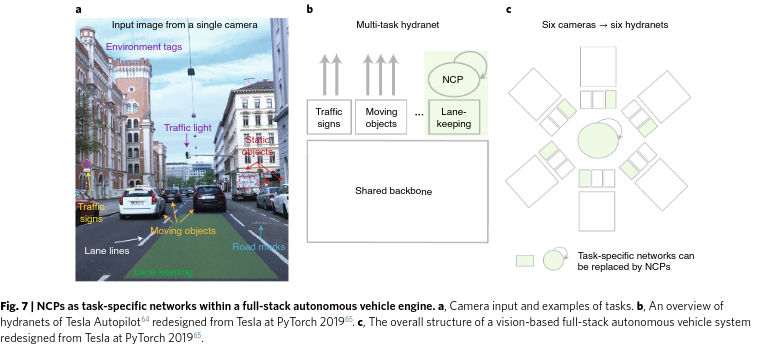 a
Input image from a single camera
Environment tags
Traffic light
Static
objects
Traffic
signs
Moving objects
Lane lines
Road marks
Lane keeping
b
Multi-task hydranet
NCP
Traffic
signs
Moving
objects
...
Lane-
keeping
Shared backbone
c
Six cameras → six hydranets
Task-specific networks can
be replaced by NCPs
Fig. 7 | NCPs as task-specific networks within a full-stack autonomous vehicle engine. a, Camera input and examples of tasks. b, An overview of
hydranets of Tesla Autopilot64 redesigned from Tesla at PyTorch 201965. c, The overall structure of a vision-based full-stack autonomous vehicle system
redesigned from Tesla at PyTorch 201965.